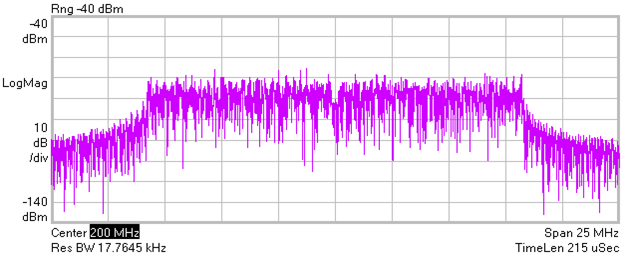 Rng -40 dBm
-40
dBm
LogMag
10
dB
/div
-140
dBm
Center 200 MHz Span 25 MHz
Res BW 17.7645 kHz TimeLen 215 uSec